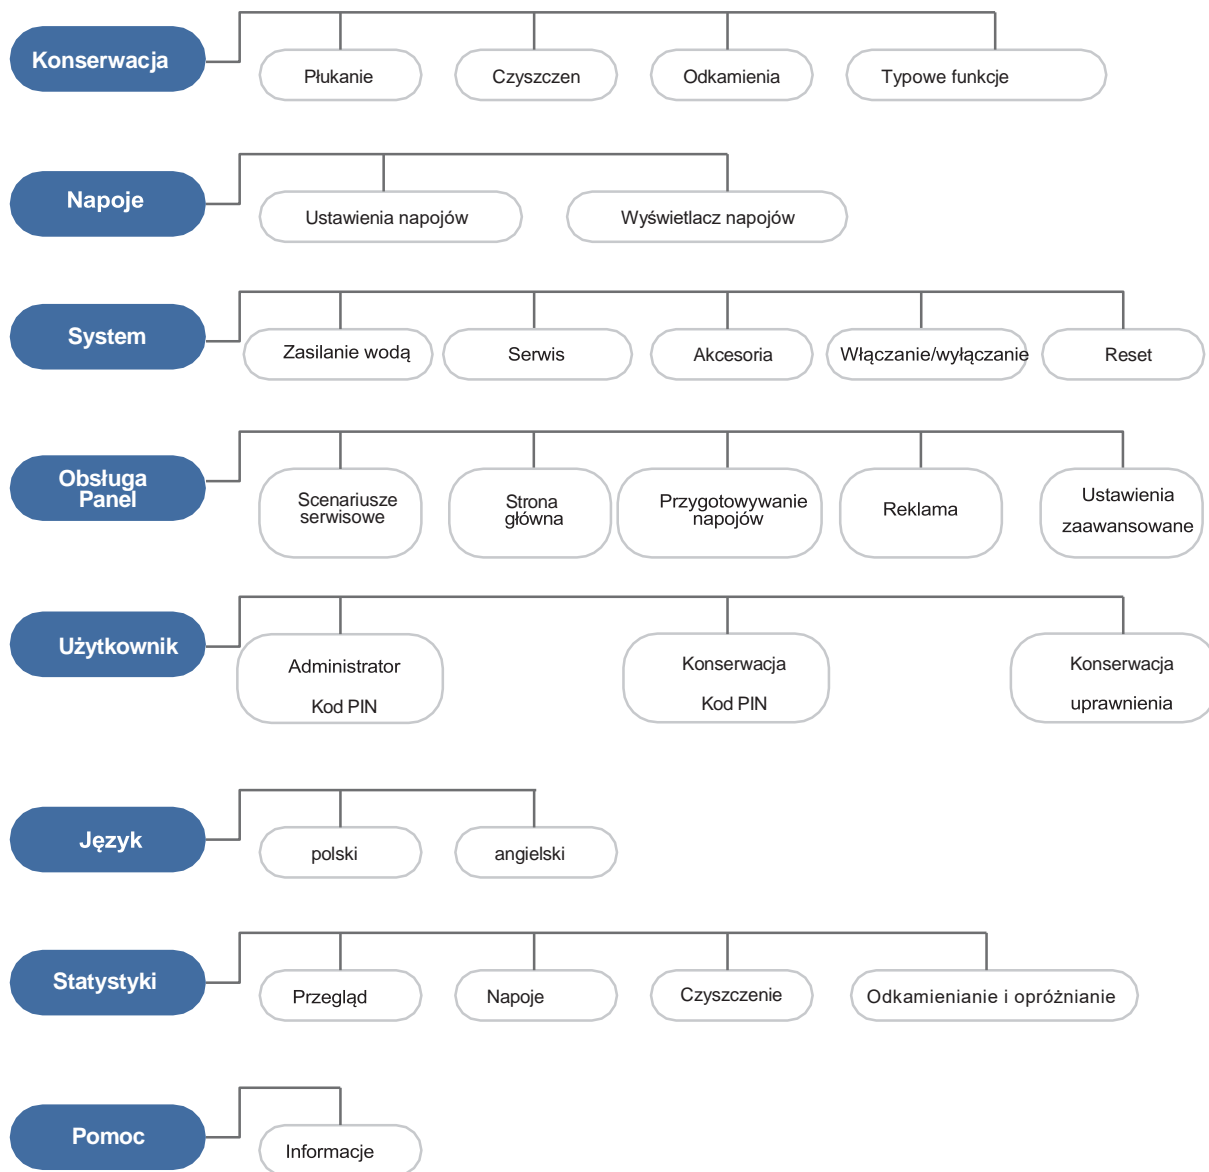 Konserwacja
Płukanie
Czyszczen
Odkamienia
Typowe funkcje
Napoje
Ustawienia napojów
Wyświetlacz napojów
System
Zasilanie wodą
Serwis
Akcesoria
Włączanie/wyłączanie
Reset
Obsługa
Panel
Scenariusze
serwisowe
Strona
główna
Przygotowywanie
napojów
Reklama
Ustawienia
zaawansowane
Użytkownik
Administrator
Kod PIN
Konserwacja
Kod PIN
Konserwacja
uprawnienia
Język
polski
angielski
Statystyki
Przegląd
Napoje
Czyszczenie
Odkamienianie i opróżnianie
Pomoc
Informacje